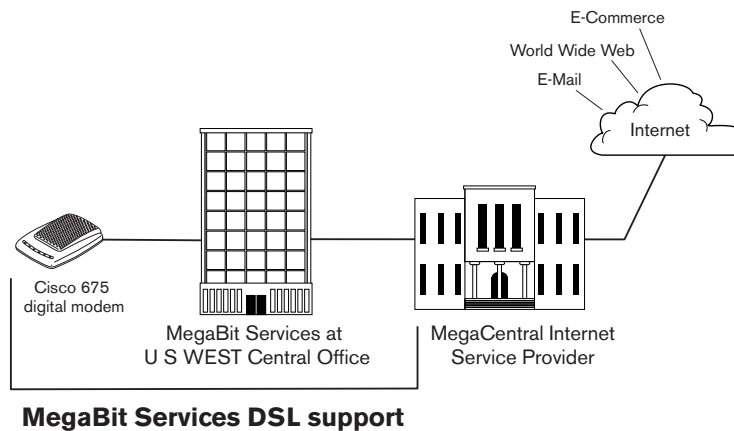 E-Commerce
World Wide Web
E-Mail
Internet
Cisco 675
digital modem
MegaBit Services at
U S WEST Central Office
MegaCentral Internet
Service Provider
MegaBit Services DSL support